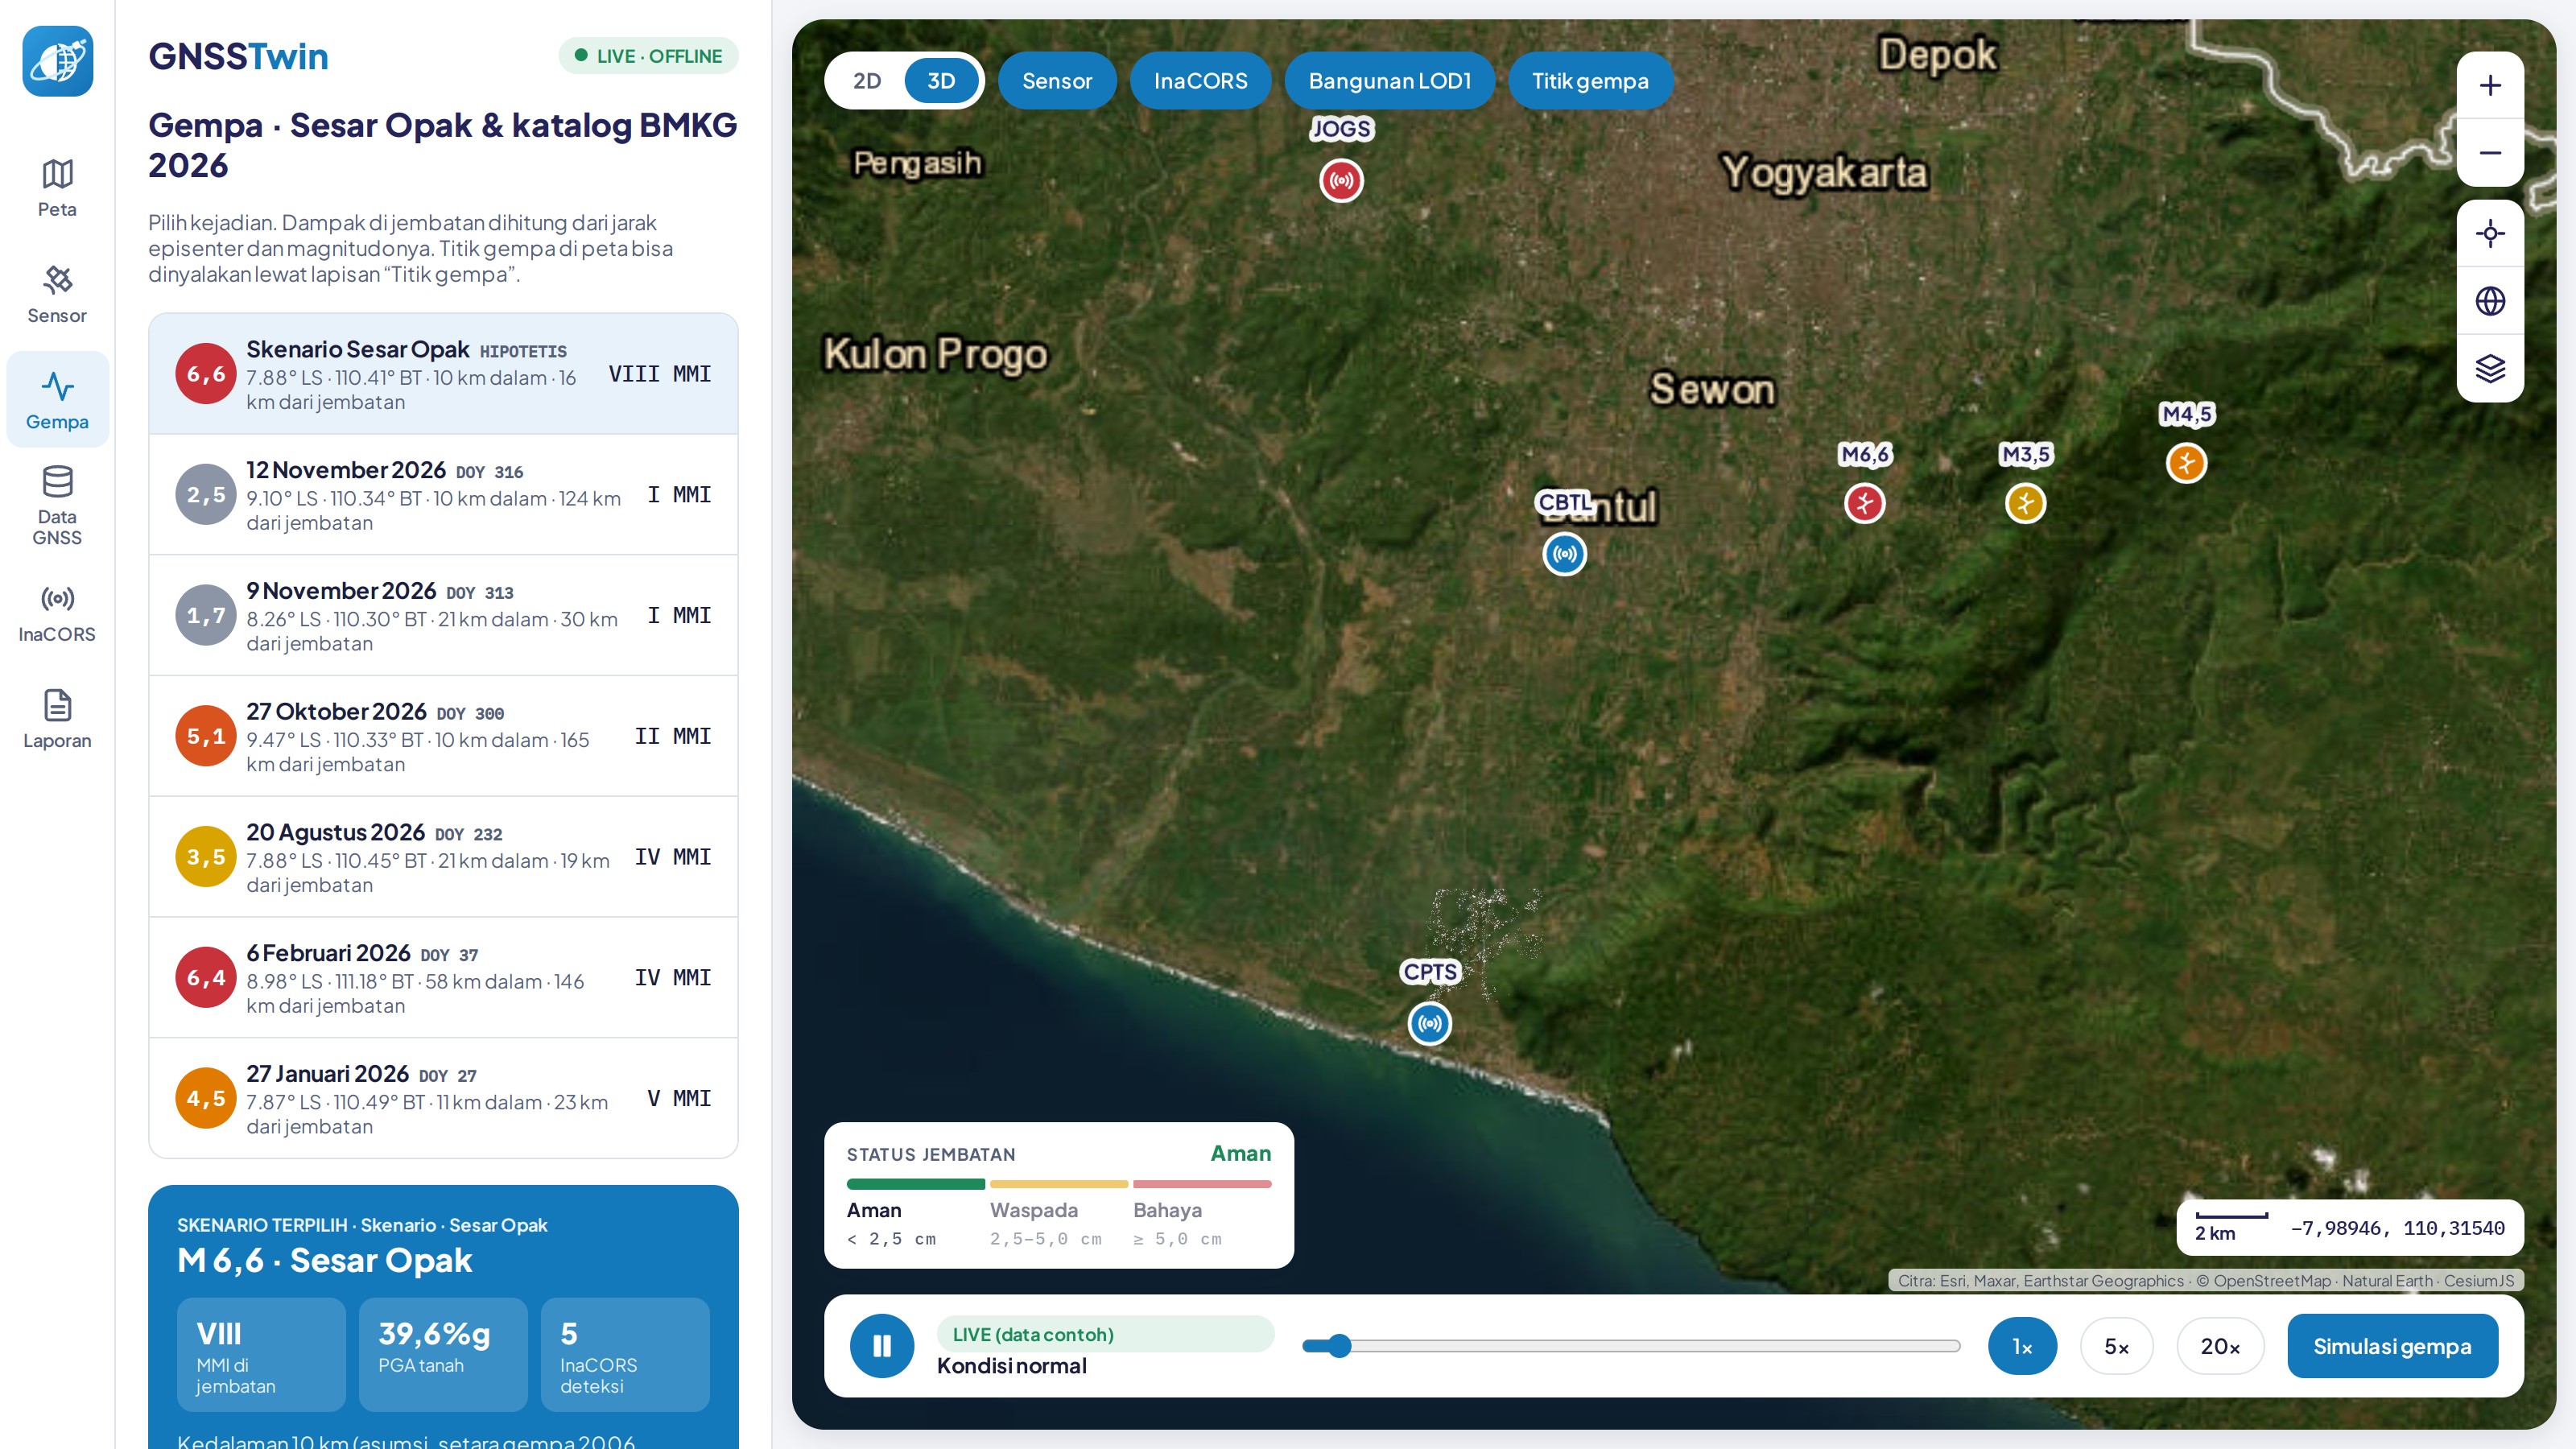 GNSSTwin
LIVE · OFFLINE
Gempa · Sesar Opak & katalog BMKG
2026
Pilih kejadian. Dampak di jembatan dihitung dari jarak
episenter dan magnitudonya. Titik gempa di peta bisa
dinyalakan lewat lapisan “Titik gempa”.
Peta
Sensor
Gempa
Data
GNSS
InaCORS
Laporan
6,6
Skenario Sesar Opak HIPOTETIS
7.88° LS · 110.41° BT · 10 km dalam · 16
km dari jembatan
VIII MMI
2,5
12 November 2026 DOY 316
9.10° LS · 110.34° BT · 10 km dalam · 124 km
dari jembatan
I MMI
1,7
9 November 2026 DOY 313
8.26° LS · 110.30° BT · 21 km dalam · 30 km
dari jembatan
I MMI
5,1
27 Oktober 2026 DOY 300
9.47° LS · 110.33° BT · 10 km dalam · 165
km dari jembatan
II MMI
3,5
20 Agustus 2026 DOY 232
7.88° LS · 110.45° BT · 21 km dalam · 19 km
dari jembatan
IV MMI
6,4
6 Februari 2026 DOY 37
8.98° LS · 111.18° BT · 58 km dalam · 146
km dari jembatan
IV MMI
4,5
27 Januari 2026 DOY 27
7.87° LS · 110.49° BT · 11 km dalam · 23 km
dari jembatan
V MMI
SKENARIO TERPILIH · Skenario · Sesar Opak
M 6,6 · Sesar Opak
VIII
MMI di
jembatan
39,6%g
PGA tanah
5
InaCORS
deteksi
Kedalaman 10 km (asumsi, setara gempa 2006
2D
3D
Sensor
InaCORS
Bangunan LOD1
Titik gempa
Depok
JOGS
Pengasih
Yogyakarta
Kulon Progo
Sewon
M4,5
M6,6
M3,5
CBTL
CPTS
STATUS JEMBATAN
Aman
Aman
Waspada
Bahaya
< 2,5 cm
2,5–5,0 cm
≥ 5,0 cm
2 km
−7,98946, 110,31540
Citra: Esri, Maxar, Earthstar Geographics · © OpenStreetMap · Natural Earth · CesiumJS
LIVE (data contoh)
Kondisi normal
1×
5×
20×
Simulasi gempa